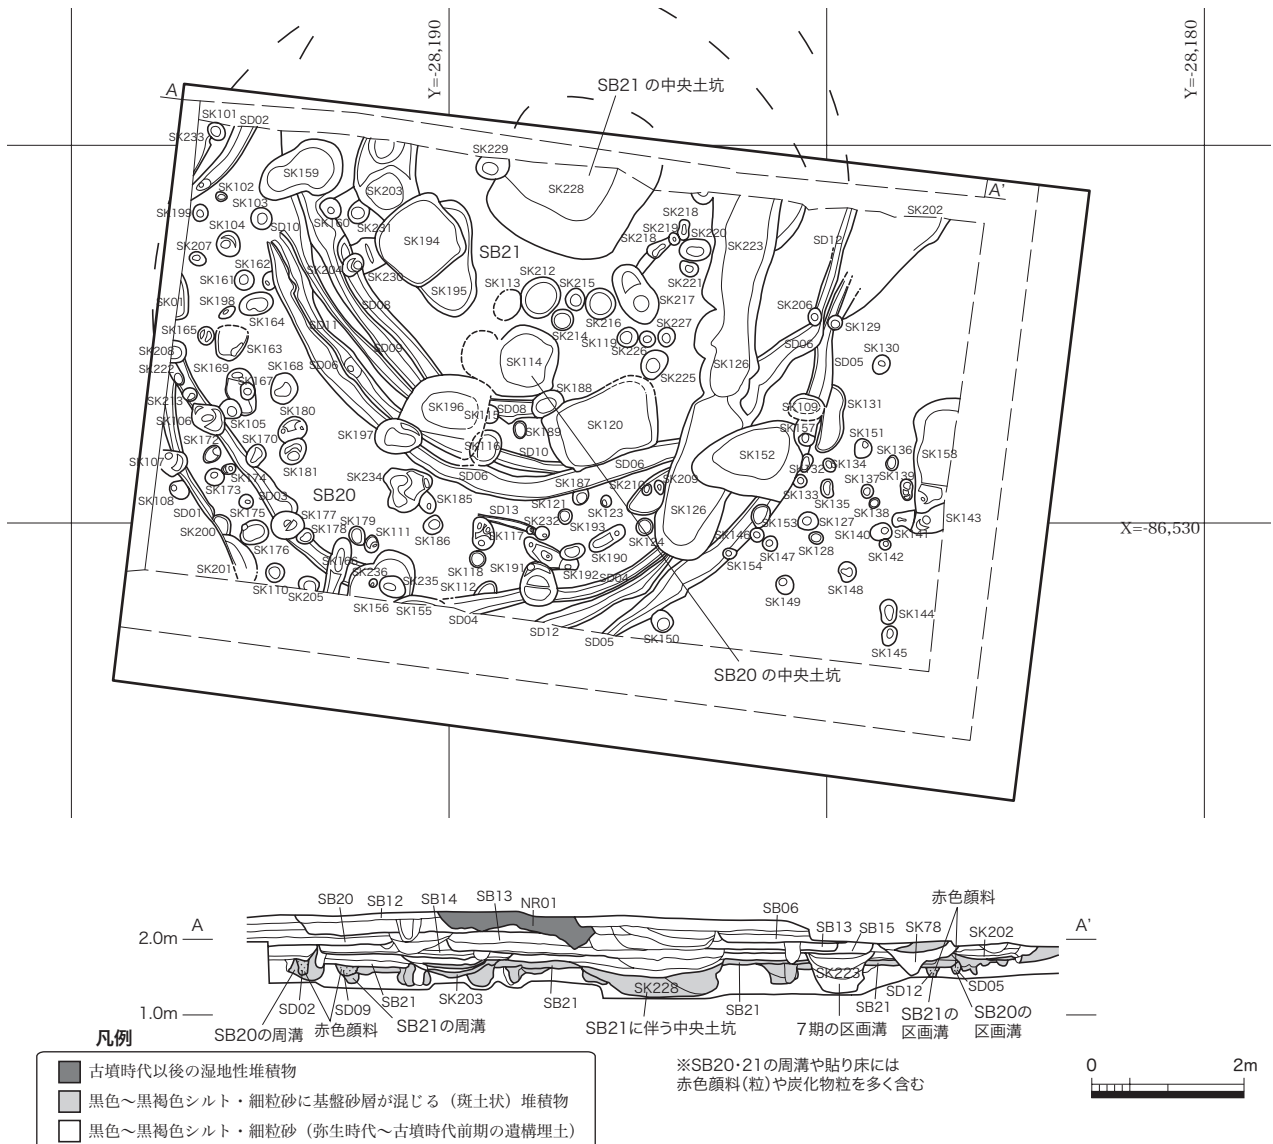 Y=-28,190
Y=-28,180
SB21 の中央土坑
A
A'
SK101
SD02
SK233
SK229
SK159
SK203
SK228
SK202
SK102
SK103
SK199
SK104
SD10
SK160
SK231
SK194
SB21
SK218
SK219
SK220
SK218
SK223
SD12
SK207
SK162
SK204
SK230
SK161
SK195
SK113
SK212
SK215
SK221
SK217
SK01
SK198
SK164
SD08
SK206
SK165
SD11
SK214
SK216
SK119
SK227
SK226
SK129
SK208
SK163
SD09
SD06
SD05
SK130
SK222
SK169
SK168
SD06
SK114
SK126
SK167
SK225
SK213
SK188
SK106
SK105
SK180
SK196
SK115
SD08
SK109
SK131
SK172
SK170
SK197
SK116
SK189
SK120
SK157
SK151
SK107
SK181
SD10
SD06
SK152
SK132
SK134
SK136
SK153
SK174
SK173
SK234
SD06
SK187
SK210
SK209
SK133
SK137
SK139
SK108
SD03
SB20
SK185
SK121
SK123
SK135
SK138
SD01
SK175
SK177
SD13
SK126
SK153
SK127
SK143
SK200
SK178
SK179
SK111
SK186
SK117
SK232
SK193
SK124
SK146
SK128
SK140
SK141
SK176
SK166
SK190
SK147
SK142
X=-86,530
SK201
SK236
SK118
SK191
SK192
SD04
SK154
SK110
SK205
SK235
SK112
SK149
SK148
SK156
SK155
SD04
SD12
SD05
SK150
SK144
SK145
SB20 の中央土坑
赤色顔料
SB20
SB12
SB14
SB13
NR01
SB06
SB13
SB15
SK78
SK202
A
A'
2.0m
SK228
SK223
SD02
SD09
SB21
SK203
SB21
SB21
SB21
SD12
SD05
1.0m
SB20の周溝
赤色顔料
SB21の周溝
SB21に伴う中央土坑
7期の区画溝
SB21の
区画溝
SB20の
区画溝
凡例
古墳時代以後の湿地性堆積物
黒色～黒褐色シルト・細粒砂に基盤砂層が混じる（斑土状）堆積物
黒色～黒褐色シルト・細粒砂（弥生時代～古墳時代前期の遺構埋土）
※SB20・21の周溝や貼り床には
赤色顔料（粒）や炭化物粒を多く含む
0
2m